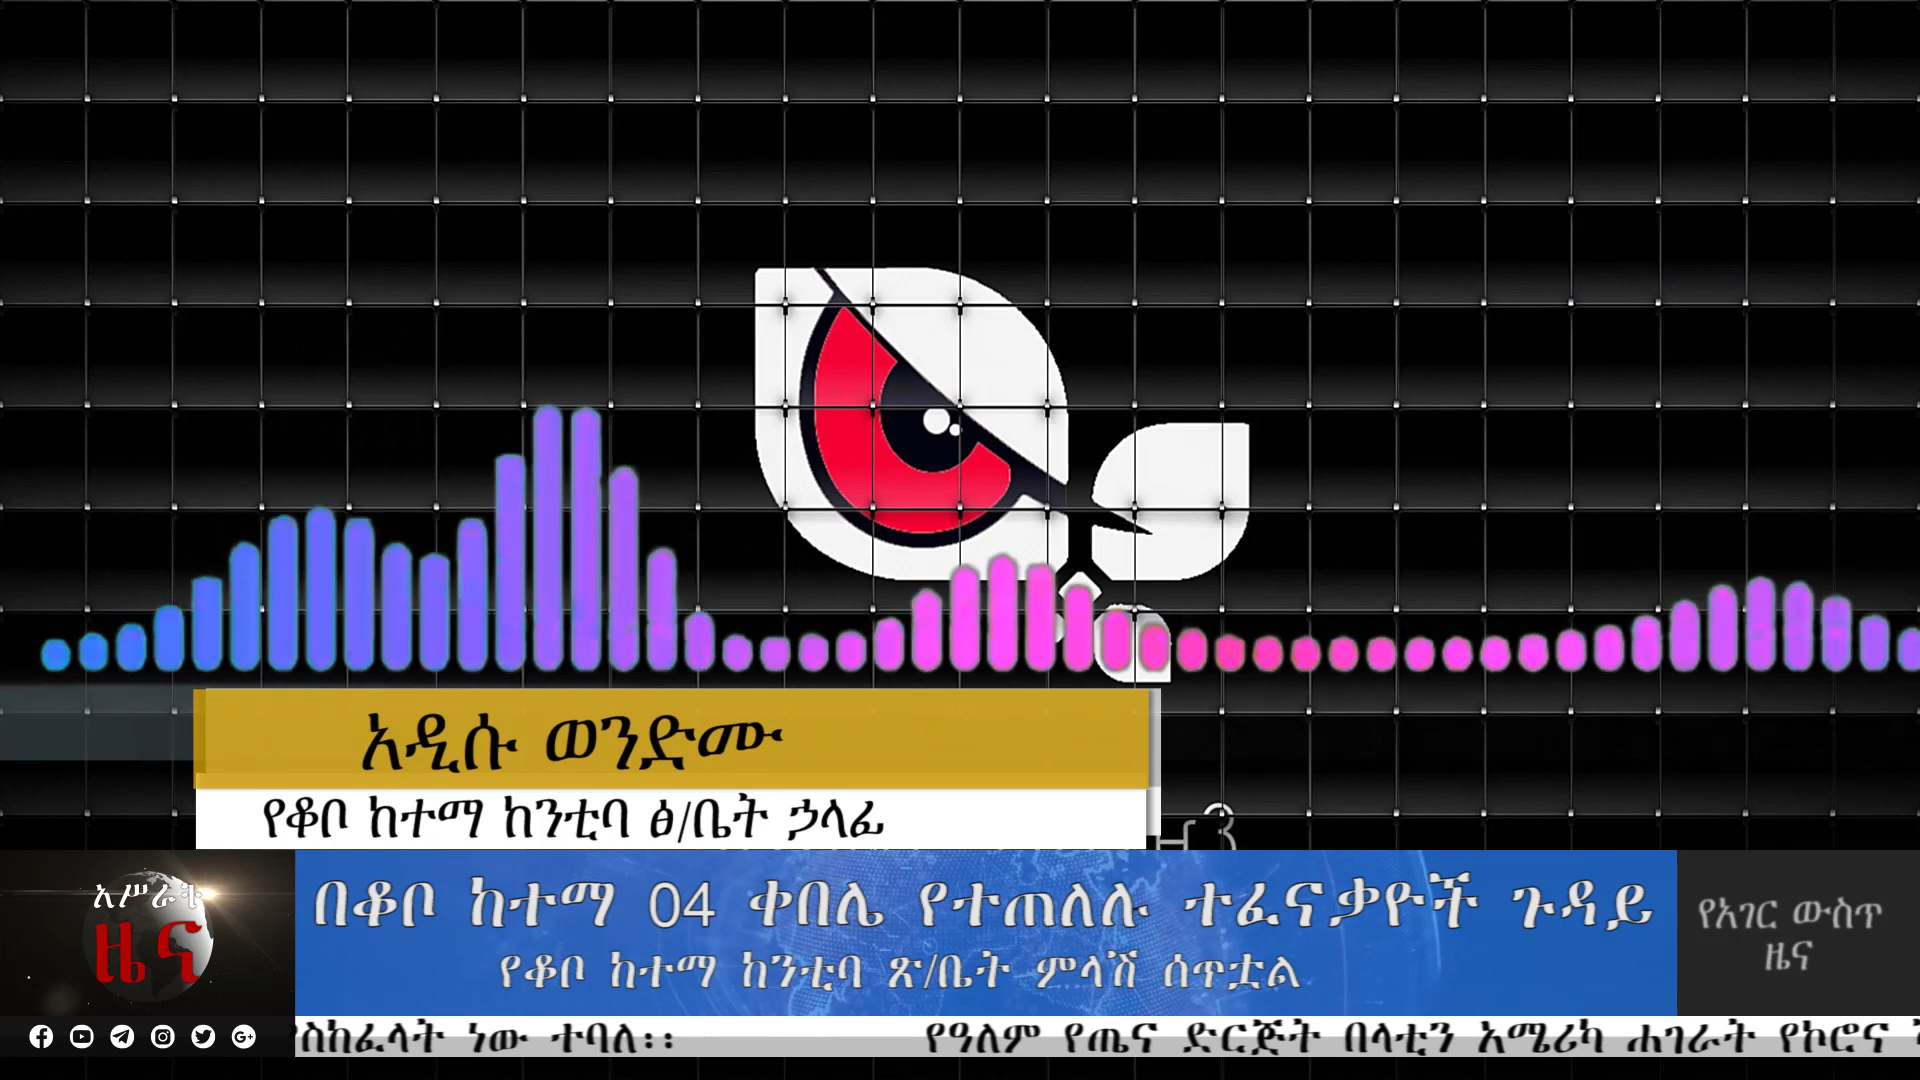 አዲሱ ወንድሙ
የቆቦ ከተማ ከንቲባ ፅ/ቤት ኃላፊ
አሥራት
ዜና
በቆቦ ከተማ 04 ቀበሌ የተጠለሉ ተፈናቃዮች ጉዳይ
የቆቦ ከተማ ከንቲባ ጽ/ቤት ምላሽ ሰጥቷል
የአገር ውስጥ
ዜና
ነው ተባለ፡፡ የዓለም የጤና ድርጅት በላቲን አሜሪካ ሐገራት የኮሮና